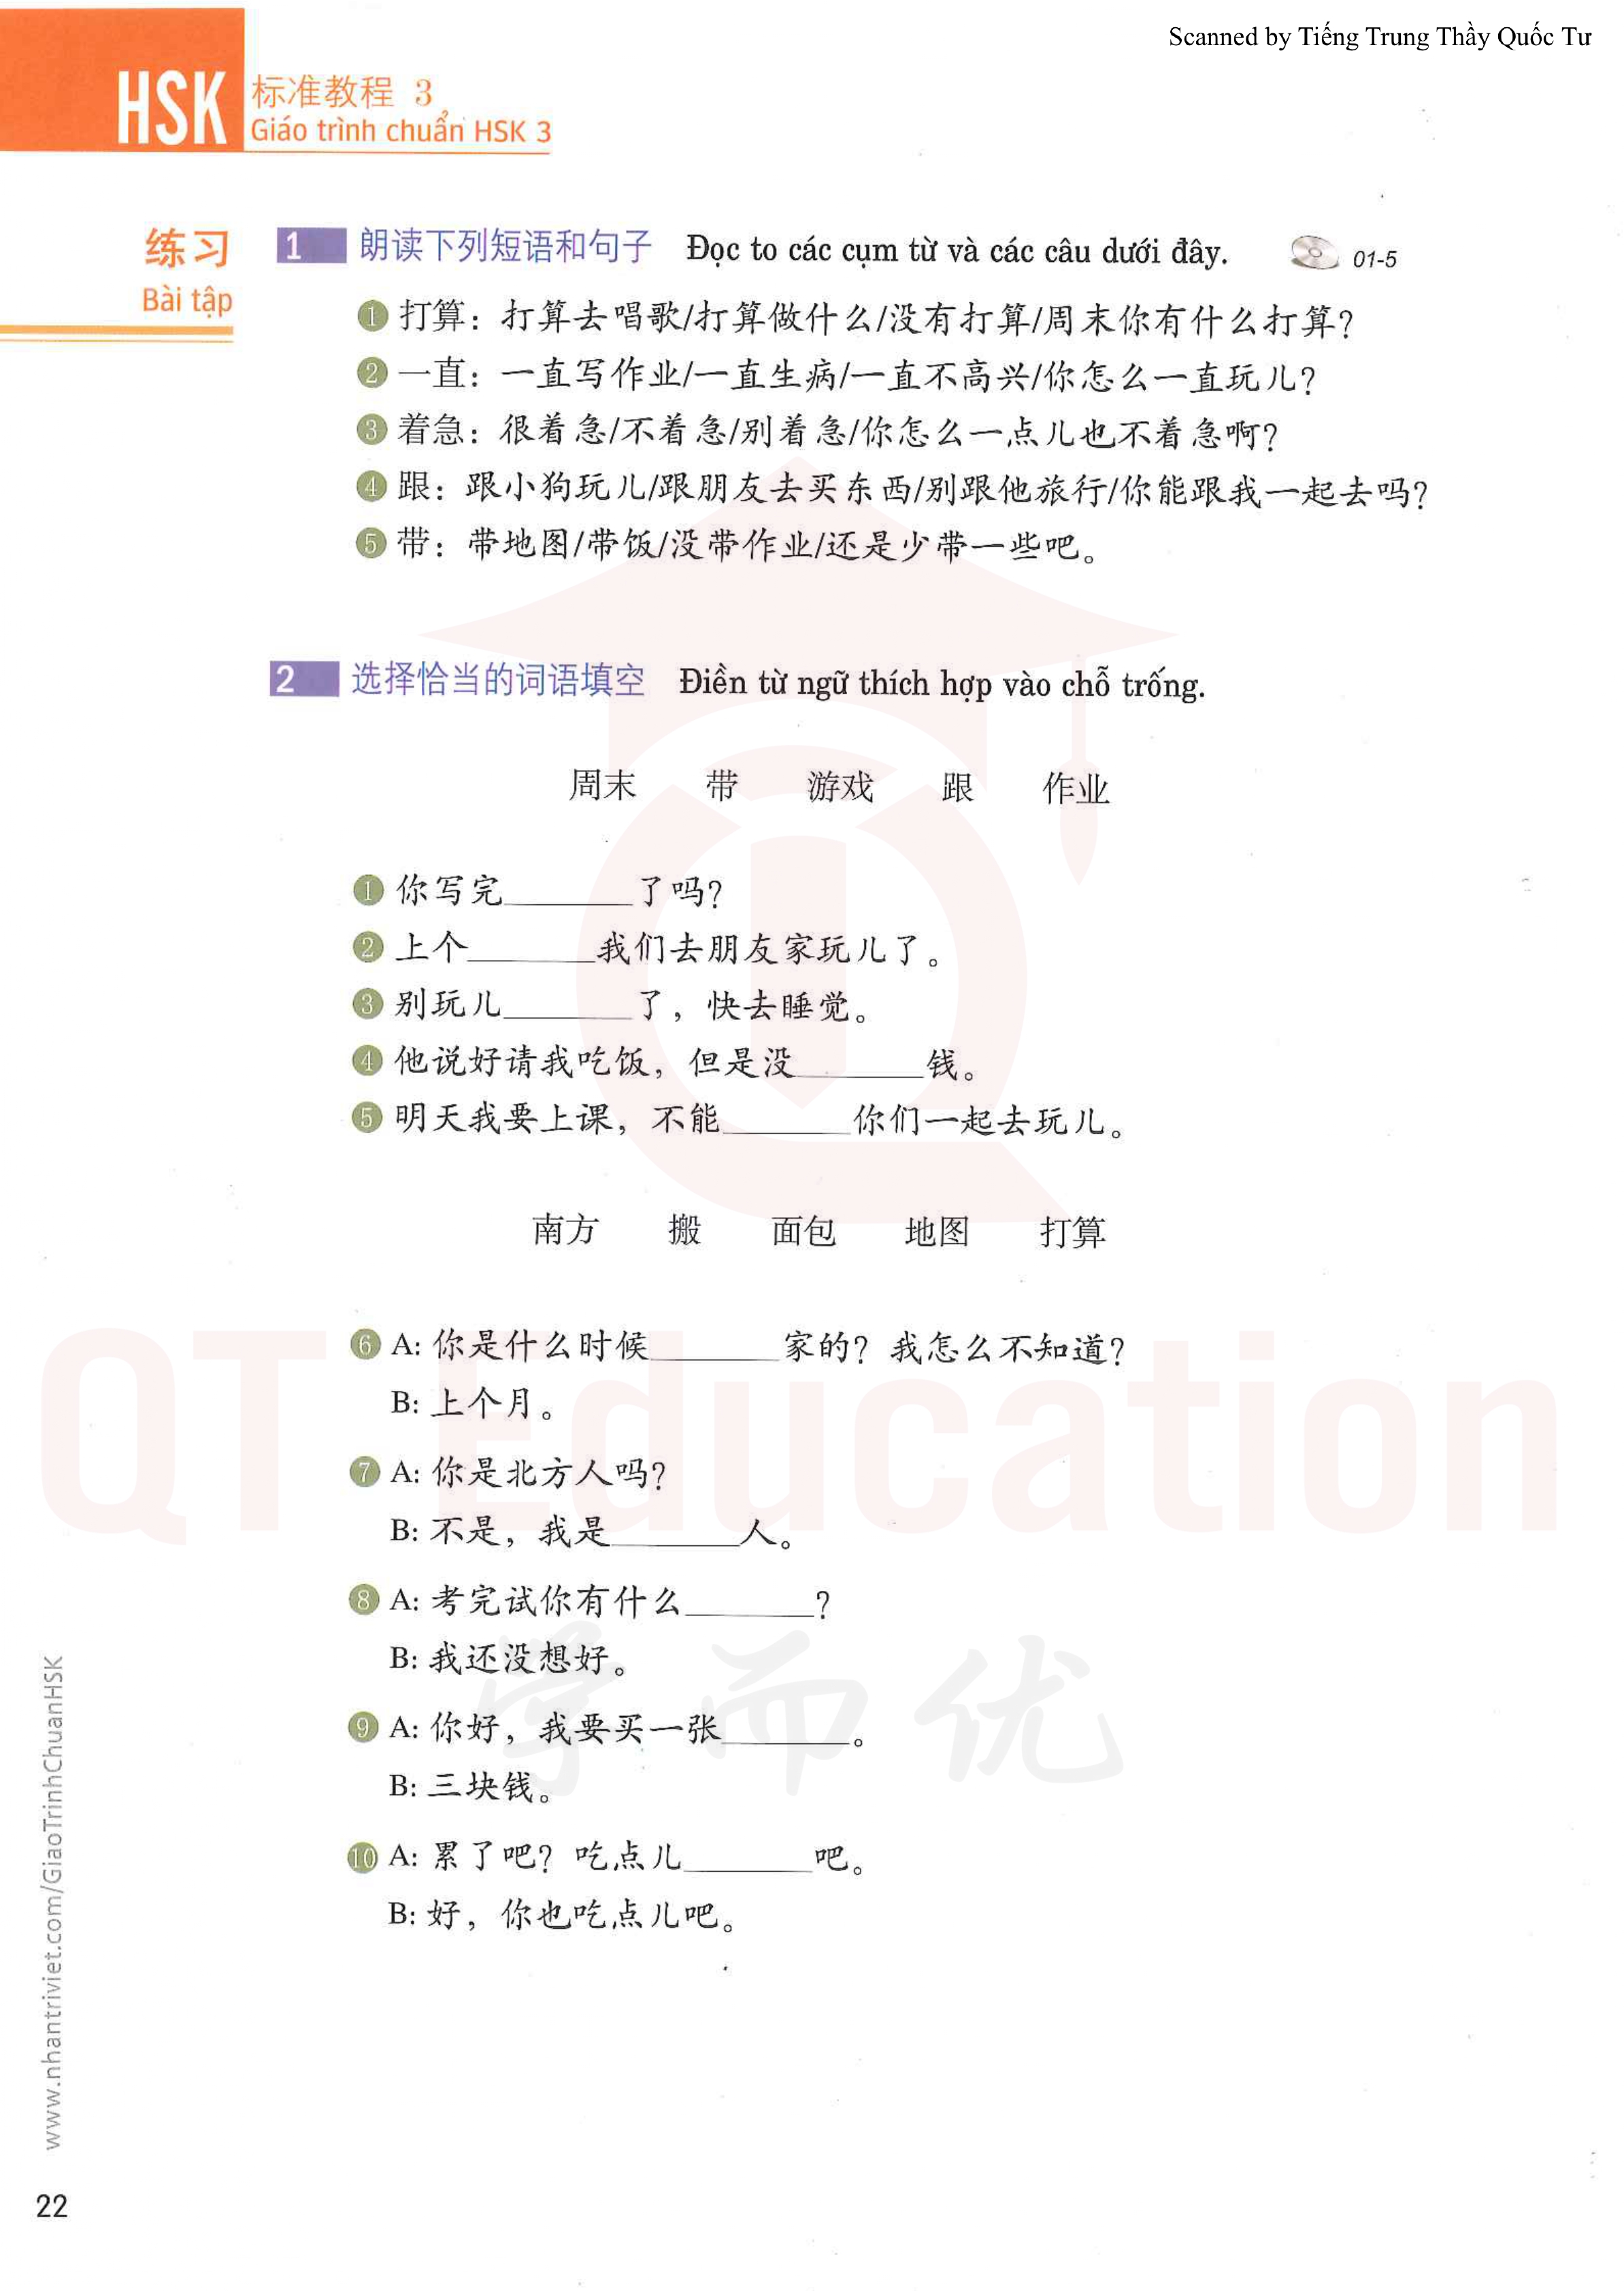 Scanned by Tiếng Trung Thầy Quốc Tư
HSK
标准教程 3
Giáo trình chuẩn HSK 3
练习
Bài tập
1 朗读下列短语和句子 Đọc to các cụm từ và các câu dưới đây. 01-5
① 打算：打算去唱歌/打算做什么/没有打算/周末你有什么打算？
② 一直：一直写作业/一直生病/一直不高兴/你怎么一直玩儿？
③ 着急：很着急/不着急/别着急/你怎么一点儿也不着急啊？
④ 跟：跟小狗玩儿/跟朋友去买东西/别跟他旅行/你能跟我一起去吗？
⑤ 带：带地图/带饭/没带作业/还是少带一些吧。
2 选择恰当的词语填空 Điền từ ngữ thích hợp vào chỗ trống.
周末 带 游戏 跟 作业
① 你写完________了吗？
② 上个________我们去朋友家玩儿了。
③ 别玩儿________了，快去睡觉。
④ 他说好请我吃饭，但是没________钱。
⑤ 明天我要上课，不能________你们一起去玩儿。
南方 搬 面包 地图 打算
⑥ A: 你是什么时候________家的？我怎么不知道？
B: 上个月。
⑦ A: 你是北方人吗？
B: 不是，我是________人。
⑧ A: 考完试你有什么________？
B: 我还没想好。
⑨ A: 你好，我要买一张________。
B: 三块钱。
⑩ A: 累了吧？吃点儿________吧。
B: 好，你也吃点儿吧。
QT Education
学而优
www.nhantriviet.com/GiaoTrinhChuanHSK
22